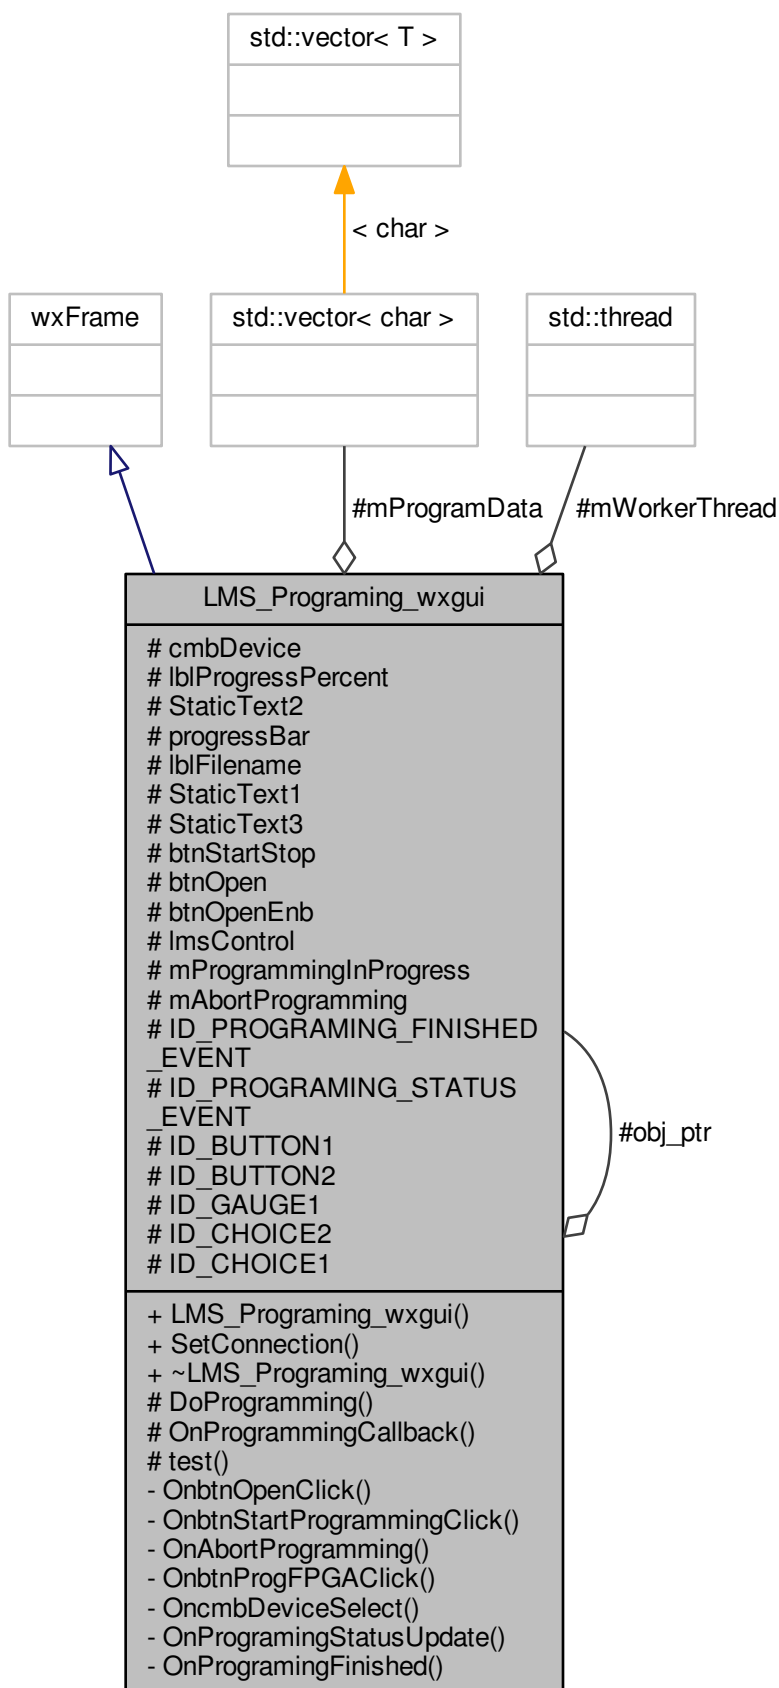 std::vector< T >
< char >
wxFrame
std::vector< char >
std::thread
#mProgramData
#mWorkerThread
LMS_Programing_wxgui
# cmbDevice
# lblProgressPercent
# StaticText2
# progressBar
# lblFilename
# StaticText1
# StaticText3
# btnStartStop
# btnOpen
# btnOpenEnb
# lmsControl
# mProgrammingInProgress
# mAbortProgramming
# ID_PROGRAMING_FINISHED
_EVENT
# ID_PROGRAMING_STATUS
_EVENT
# ID_BUTTON1
# ID_BUTTON2
# ID_GAUGE1
# ID_CHOICE2
# ID_CHOICE1
#obj_ptr
+ LMS_Programing_wxgui()
+ SetConnection()
+ ~LMS_Programing_wxgui()
# DoProgramming()
# OnProgrammingCallback()
# test()
- OnbtnOpenClick()
- OnbtnStartProgrammingClick()
- OnAbortProgramming()
- OnbtnProgFPGAClick()
- OncmbDeviceSelect()
- OnProgramingStatusUpdate()
- OnProgramingFinished()